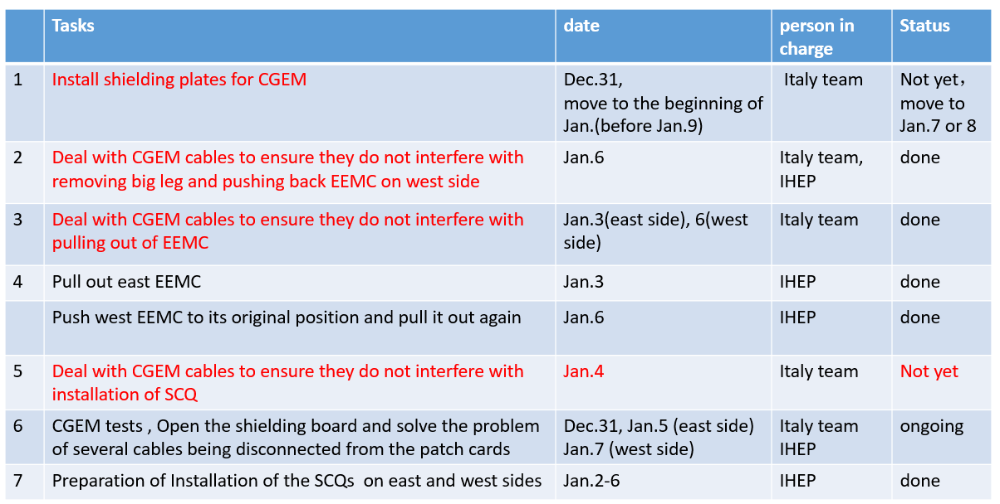 Tasks
date
person in
charge
Status
1
Install shielding plates for CGEM
Dec.31,
move to the beginning of
Jan.(before Jan.9)
Italy team
Not yet，
move to
Jan.7 or 8
2
Deal with CGEM cables to ensure they do not interfere with
removing big leg and pushing back EEMC on west side
Jan.6
Italy team,
IHEP
done
3
Deal with CGEM cables to ensure they do not interfere with
pulling out of EEMC
Jan.3(east side), 6(west
side)
Italy team
done
4
Pull out east EEMC
Jan.3
IHEP
done
Push west EEMC to its original position and pull it out again
Jan.6
IHEP
done
5
Deal with CGEM cables to ensure they do not interfere with
installation of SCQ
Jan.4
Italy team
Not yet
6
CGEM tests , Open the shielding board and solve the problem
of several cables being disconnected from the patch cards
Dec.31, Jan.5 (east side)
Jan.7 (west side)
Italy team
IHEP
ongoing
7
Preparation of Installation of the SCQs on east and west sides
Jan.2-6
IHEP
done